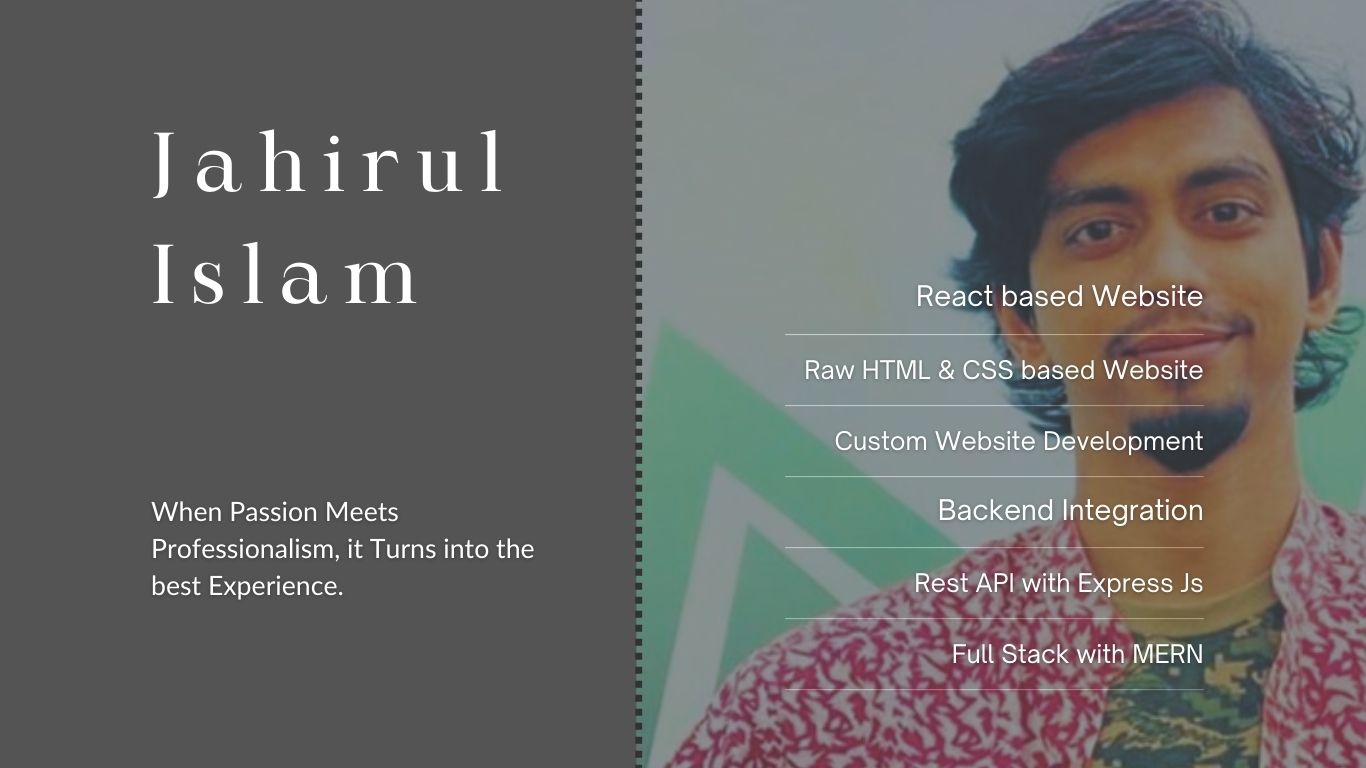 Jahirul
Islam
When Passion Meets
Professionalism, it Turns into the
best Experience.
React based Website
Raw HTML & CSS based Website
Custom Website Development
Backend Integration
Rest API with Express Js
Full Stack with MERN